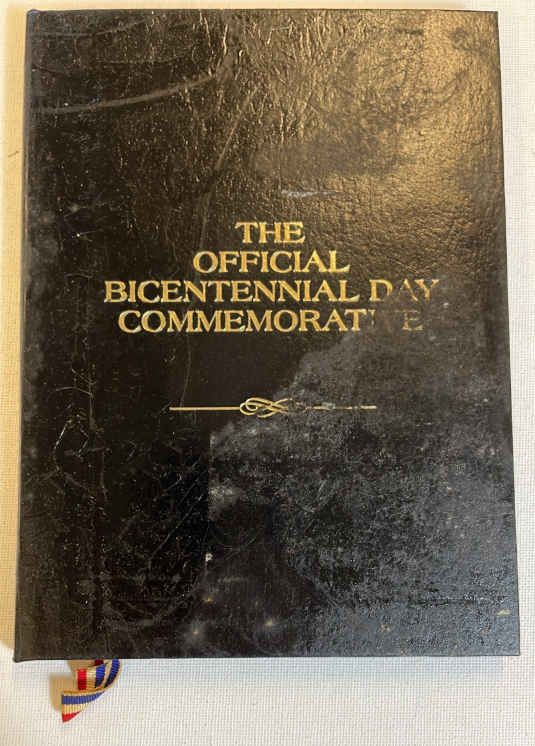 THE
OFFICIAL
BICENTENNIAL DAY
COMMEMORATIVE